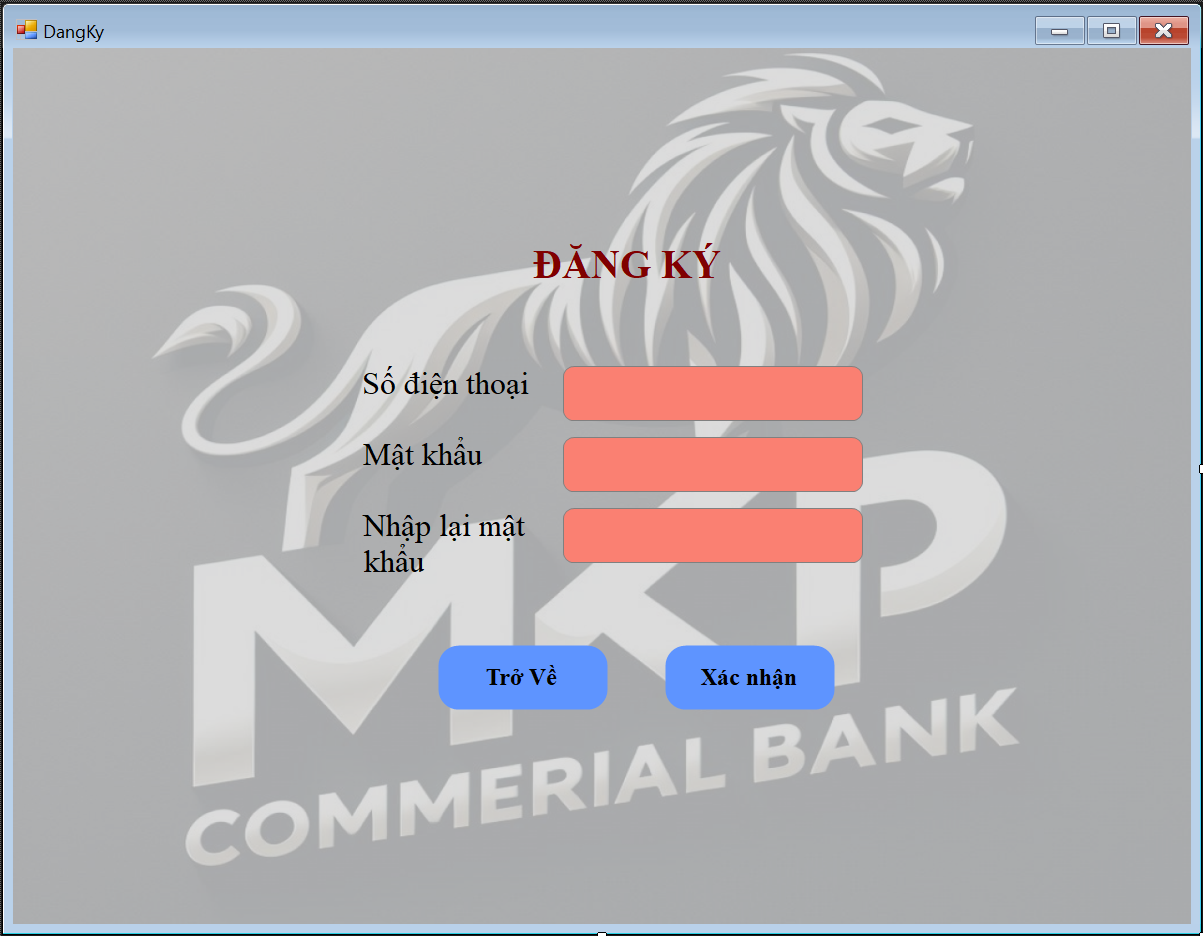 DangKy
ĐĂNG KÝ
Số điện thoại
Mật khẩu
Nhập lại mật
khẩu
Trở Về
Xác nhận
MKP
COMMERIAL BANK